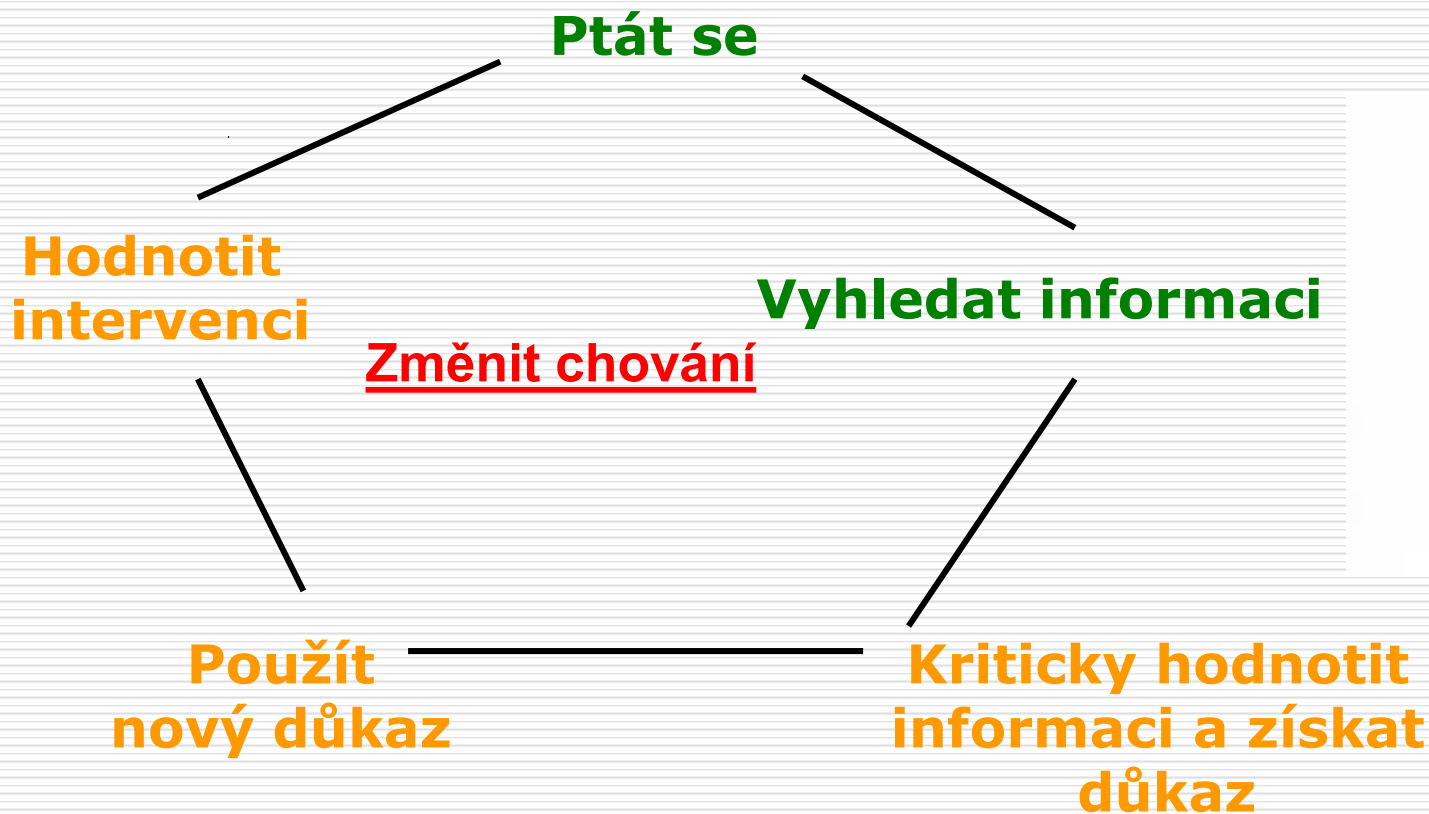 Ptát se
Hodnotit
intervenci
Vyhledat informaci
Změnit chování
Použít
nový důkaz
Kriticky hodnotit
informaci a získat
důkaz